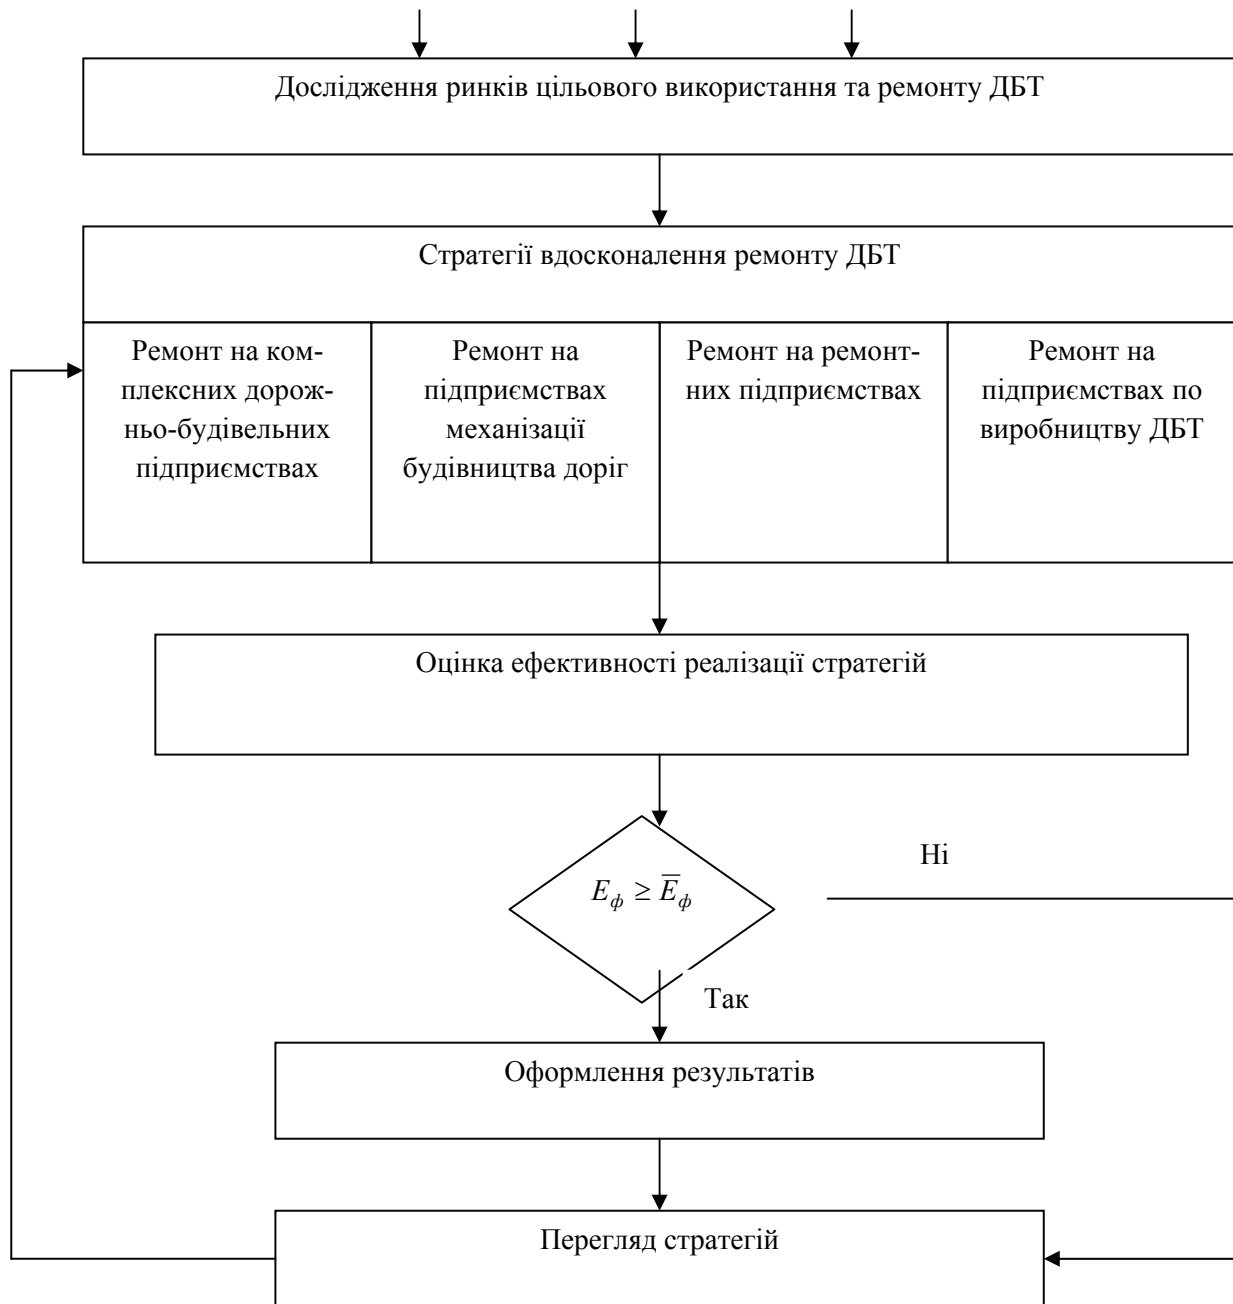 Дослідження ринків цільового використання та ремонту ДБТ
Стратегії вдосконалення ремонту ДБТ
Ремонт на ком-
плексних дорож-
ньо-будівельних
підприємствах
Ремонт на
підприємствах
механізації
будівництва доріг
Ремонт на ремонт-
них підприємствах
Ремонт на
підприємствах по
виробництву ДБТ
Оцінка ефективності реалізації стратегій
Ні
E_ϕ ≥ E̅_ϕ
Так
Оформлення результатів
Перегляд стратегій